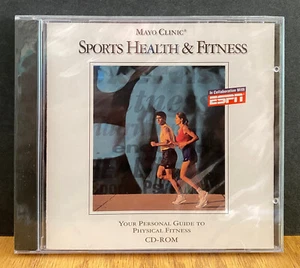 MAYO CLINIC®
SPORTS HEALTH & FITNESS
In Collaboration With
ESPN
YOUR PERSONAL GUIDE TO
PHYSICAL FITNESS
CD-ROM